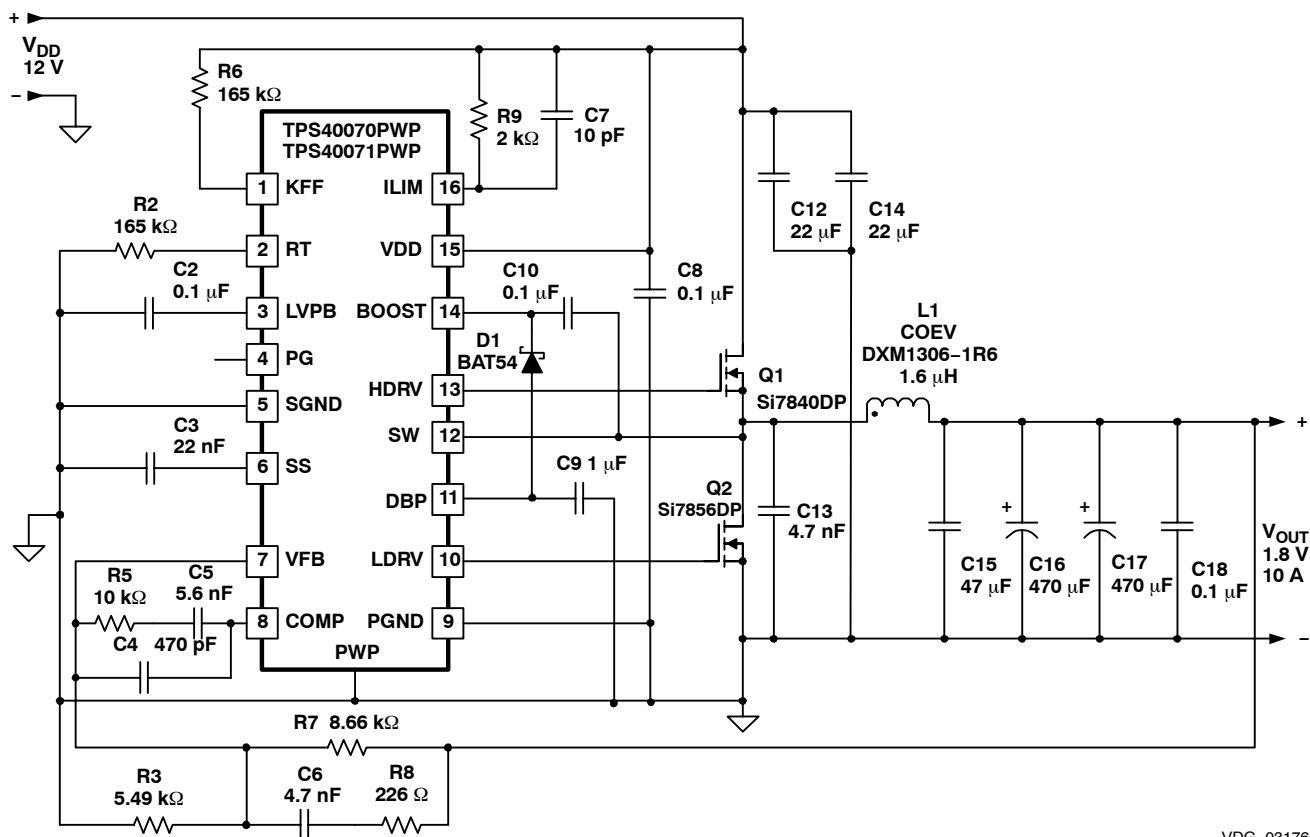 +
V_DD
12 V
−
R6
165 kΩ
TPS40070PWP
TPS40071PWP
R9
2 kΩ
C7
10 pF
1 KFF
ILIM 16
R2
165 kΩ
2 RT
VDD 15
C12
22 μF
C14
22 μF
C2
0.1 μF
C10
0.1 μF
C8
0.1 μF
3 LVPB
BOOST 14
L1
COEV
DXM1306−1R6
1.6 μH
4 PG
D1
BAT54
HDRV 13
Q1
Si7840DP
5 SGND
SW 12
+
C3
22 nF
6 SS
C9 1 μF
DBP 11
Q2
Si7856DP
C13
4.7 nF
+
+
V_OUT
1.8 V
10 A
7 VFB
LDRV 10
C15
47 μF
C16
470 μF
C17
470 μF
C18
0.1 μF
R5
10 kΩ
C5
5.6 nF
8 COMP
PGND 9
C4
470 pF
−
PWP
R7 8.66 kΩ
R3
5.49 kΩ
C6
4.7 nF
R8
226 Ω
VDG−03176